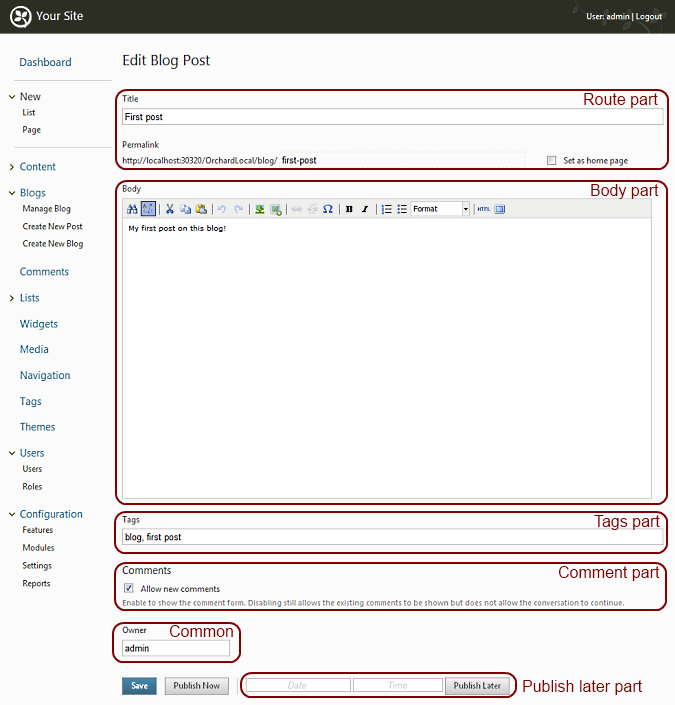 Your Site
User: admin | Logout
Dashboard
New
List
Page
Content
Blogs
Manage Blog
Create New Post
Create New Blog
Comments
Lists
Widgets
Media
Navigation
Tags
Themes
Users
Users
Roles
Configuration
Features
Modules
Settings
Reports
Edit Blog Post
Title
Route part
First post
Permalink
http://localhost:30320/OrchardLocal/blog/ first-post
Set as home page
Body
Body part
B I Format HTML
My first post on this blog!
Tags
Tags part
blog, first post
Comments
Comment part
Allow new comments
Enable to show the comment form. Disabling still allows the existing comments to be shown but does not allow the conversation to continue.
Owner
Common
admin
Save Publish Now Date Time Publish Later
Publish later part